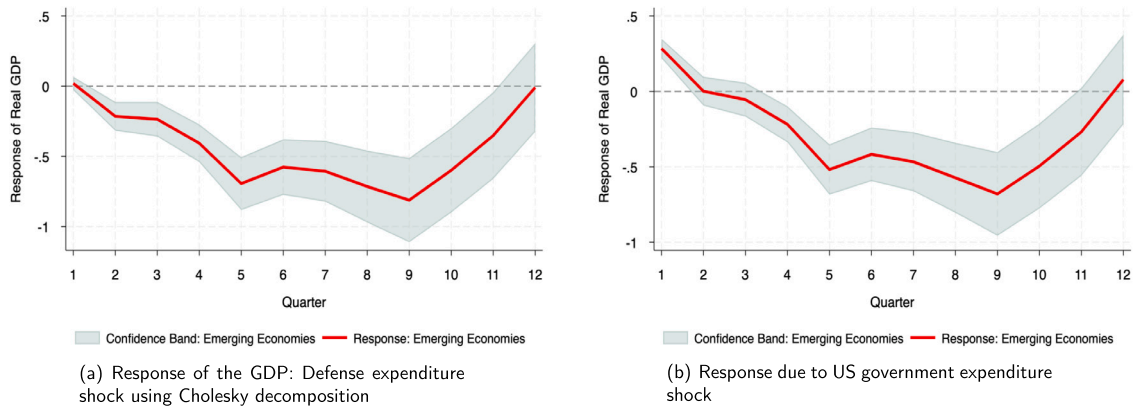 .5
0
-.5
-1
Response of Real GDP
1 2 3 4 5 6 7 8 9 10 11 12
Quarter
Confidence Band: Emerging Economies Response: Emerging Economies
(a) Response of the GDP: Defense expenditure
shock using Cholesky decomposition
.5
0
-.5
-1
Response of Real GDP
1 2 3 4 5 6 7 8 9 10 11 12
Quarter
Confidence Band: Emerging Economies Response: Emerging Economies
(b) Response due to US government expenditure
shock